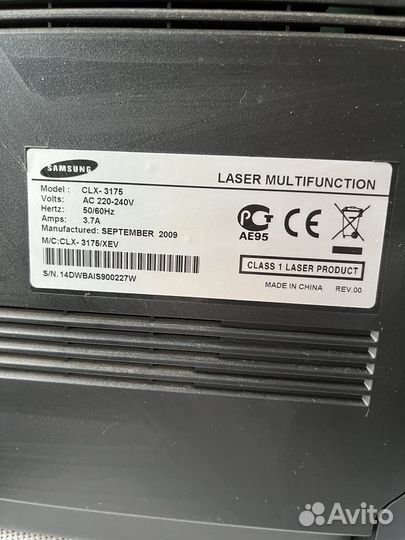 SAMSUNG
LASER MULTIFUNCTION
Model : CLX- 3175
Volts: AC 220-240V
Hertz: 50/60Hz
Amps: 3.7A
Manufactured: SEPTEMBER 2009
M/C:CLX- 3175/XEV
S/N.14DWBAIS900227W
РСТ
AE95
CE
CLASS 1 LASER PRODUCT
MADE IN CHINA REV.00
Avito